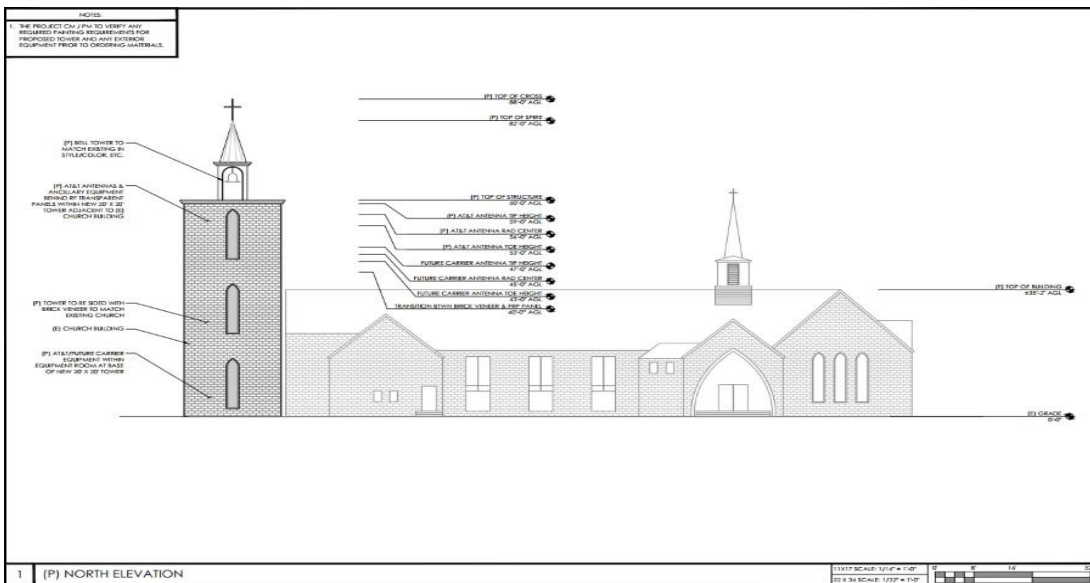 NOTES:
1. THE PROJECT CM / PM TO VERIFY ANY
REQUIRED PAINTING REQUIREMENTS FOR
PROPOSED TOWER AND ANY EXTERIOR
EQUIPMENT PRIOR TO ORDERING MATERIALS.
(P) TOP OF CROSS
88'-0" AGL
(P) TOP OF SPIRE
82'-0" AGL
(P) BELL TOWER TO
MATCH EXISTING IN
STYLE/COLOR, ETC.
(P) AT&T ANTENNAS &
ANCILLARY EQUIPMENT
BEHIND RF TRANSPARENT
PANELS WITHIN NEW 20' X 20'
TOWER ADJACENT TO (E)
CHURCH BUILDING
(P) TOP OF STRUCTURE
60'-0" AGL
(P) AT&T ANTENNA TIP HEIGHT
59'-0" AGL
(P) AT&T ANTENNA RAD CENTER
56'-0" AGL
(P) AT&T ANTENNA TOE HEIGHT
53'-0" AGL
FUTURE CARRIER ANTENNA TIP HEIGHT
47'-0" AGL
FUTURE CARRIER ANTENNA RAD CENTER
45'-0" AGL
FUTURE CARRIER ANTENNA TOE HEIGHT
43'-0" AGL
TRANSITION BTWN BRICK VENEER & FRP PANEL
40'-0" AGL
(E) TOP OF BUILDING
±35'-2" AGL
(P) TOWER TO BE SIDED WITH
BRICK VENEER TO MATCH
EXISTING CHURCH
(E) CHURCH BUILDING
(P) AT&T/FUTURE CARRIER
EQUIPMENT WITHIN
EQUIPMENT ROOM AT BASE
OF NEW 20' X 20' TOWER
(E) GRADE
0'-0"
1 (P) NORTH ELEVATION
11X17 SCALE: 1/16" = 1'-0"
22 X 34 SCALE: 1/32" = 1'-0"
0' 8' 16'